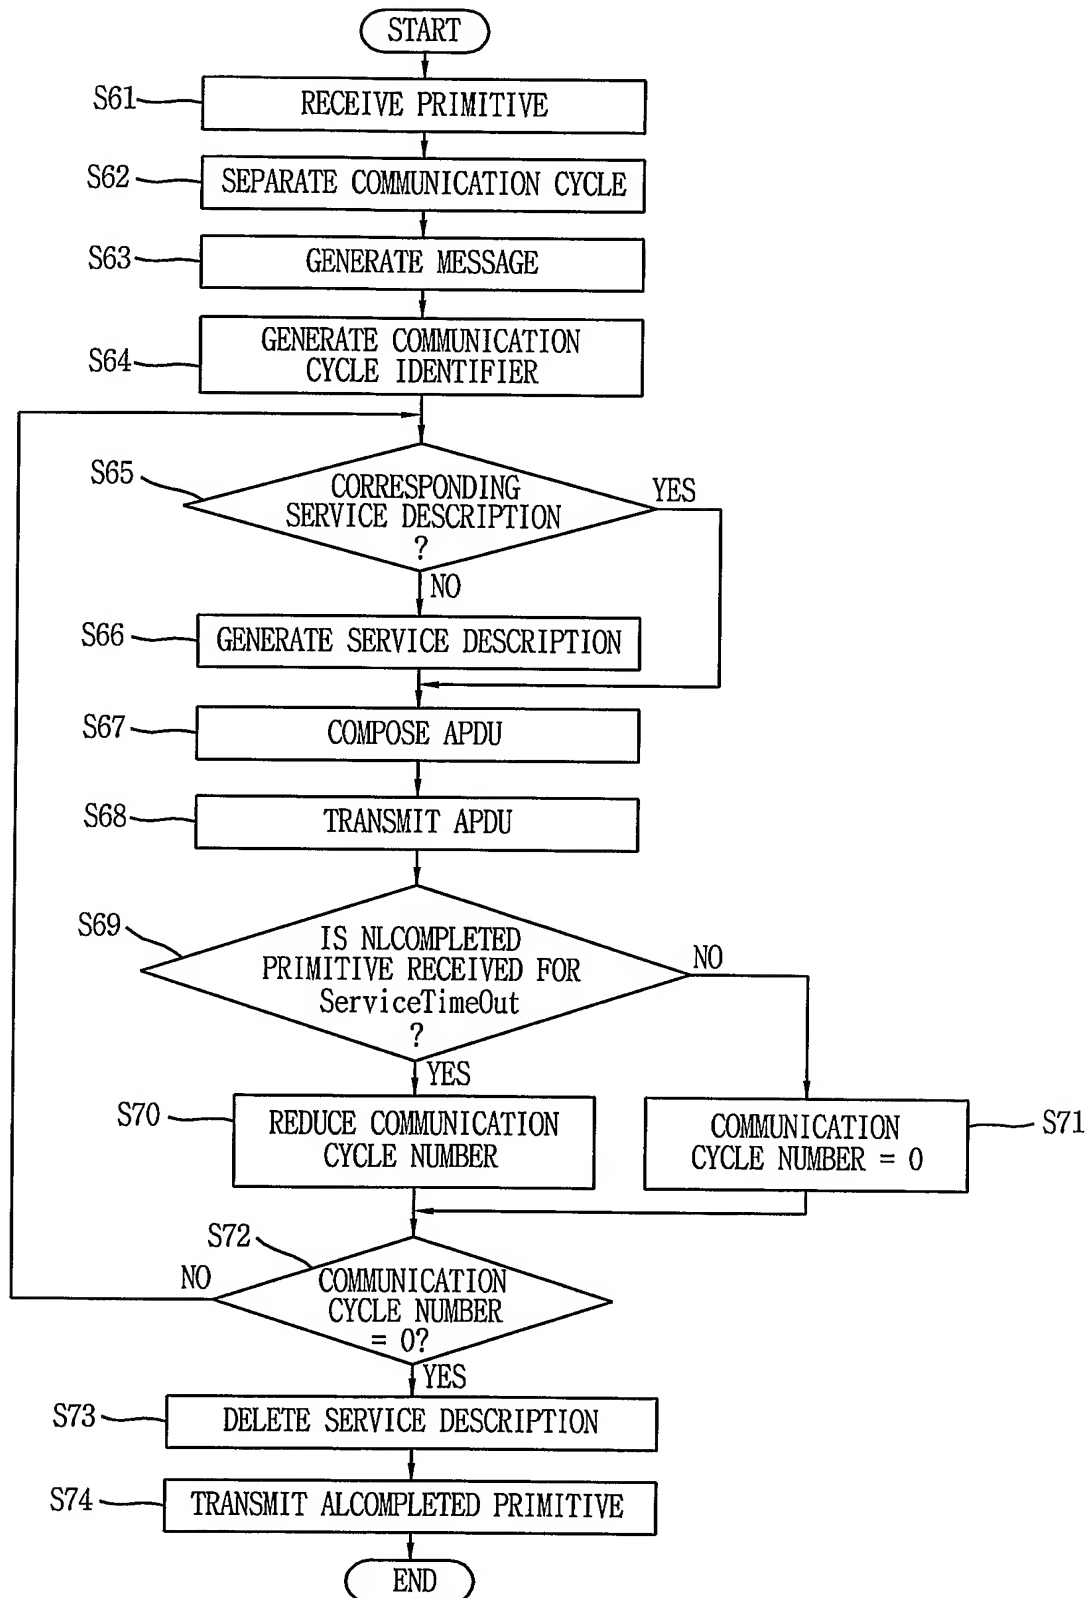 START
S61
RECEIVE PRIMITIVE
S62
SEPARATE COMMUNICATION CYCLE
S63
GENERATE MESSAGE
S64
GENERATE COMMUNICATION
CYCLE IDENTIFIER
S65
CORRESPONDING
SERVICE DESCRIPTION
?
YES
NO
S66
GENERATE SERVICE DESCRIPTION
S67
COMPOSE APDU
S68
TRANSMIT APDU
S69
IS NLCOMPLETED
PRIMITIVE RECEIVED FOR
ServiceTimeOut
?
NO
YES
S70
REDUCE COMMUNICATION
CYCLE NUMBER
COMMUNICATION
CYCLE NUMBER = 0
S71
S72
NO
COMMUNICATION
CYCLE NUMBER
= 0?
YES
S73
DELETE SERVICE DESCRIPTION
S74
TRANSMIT ALCOMPLETED PRIMITIVE
END